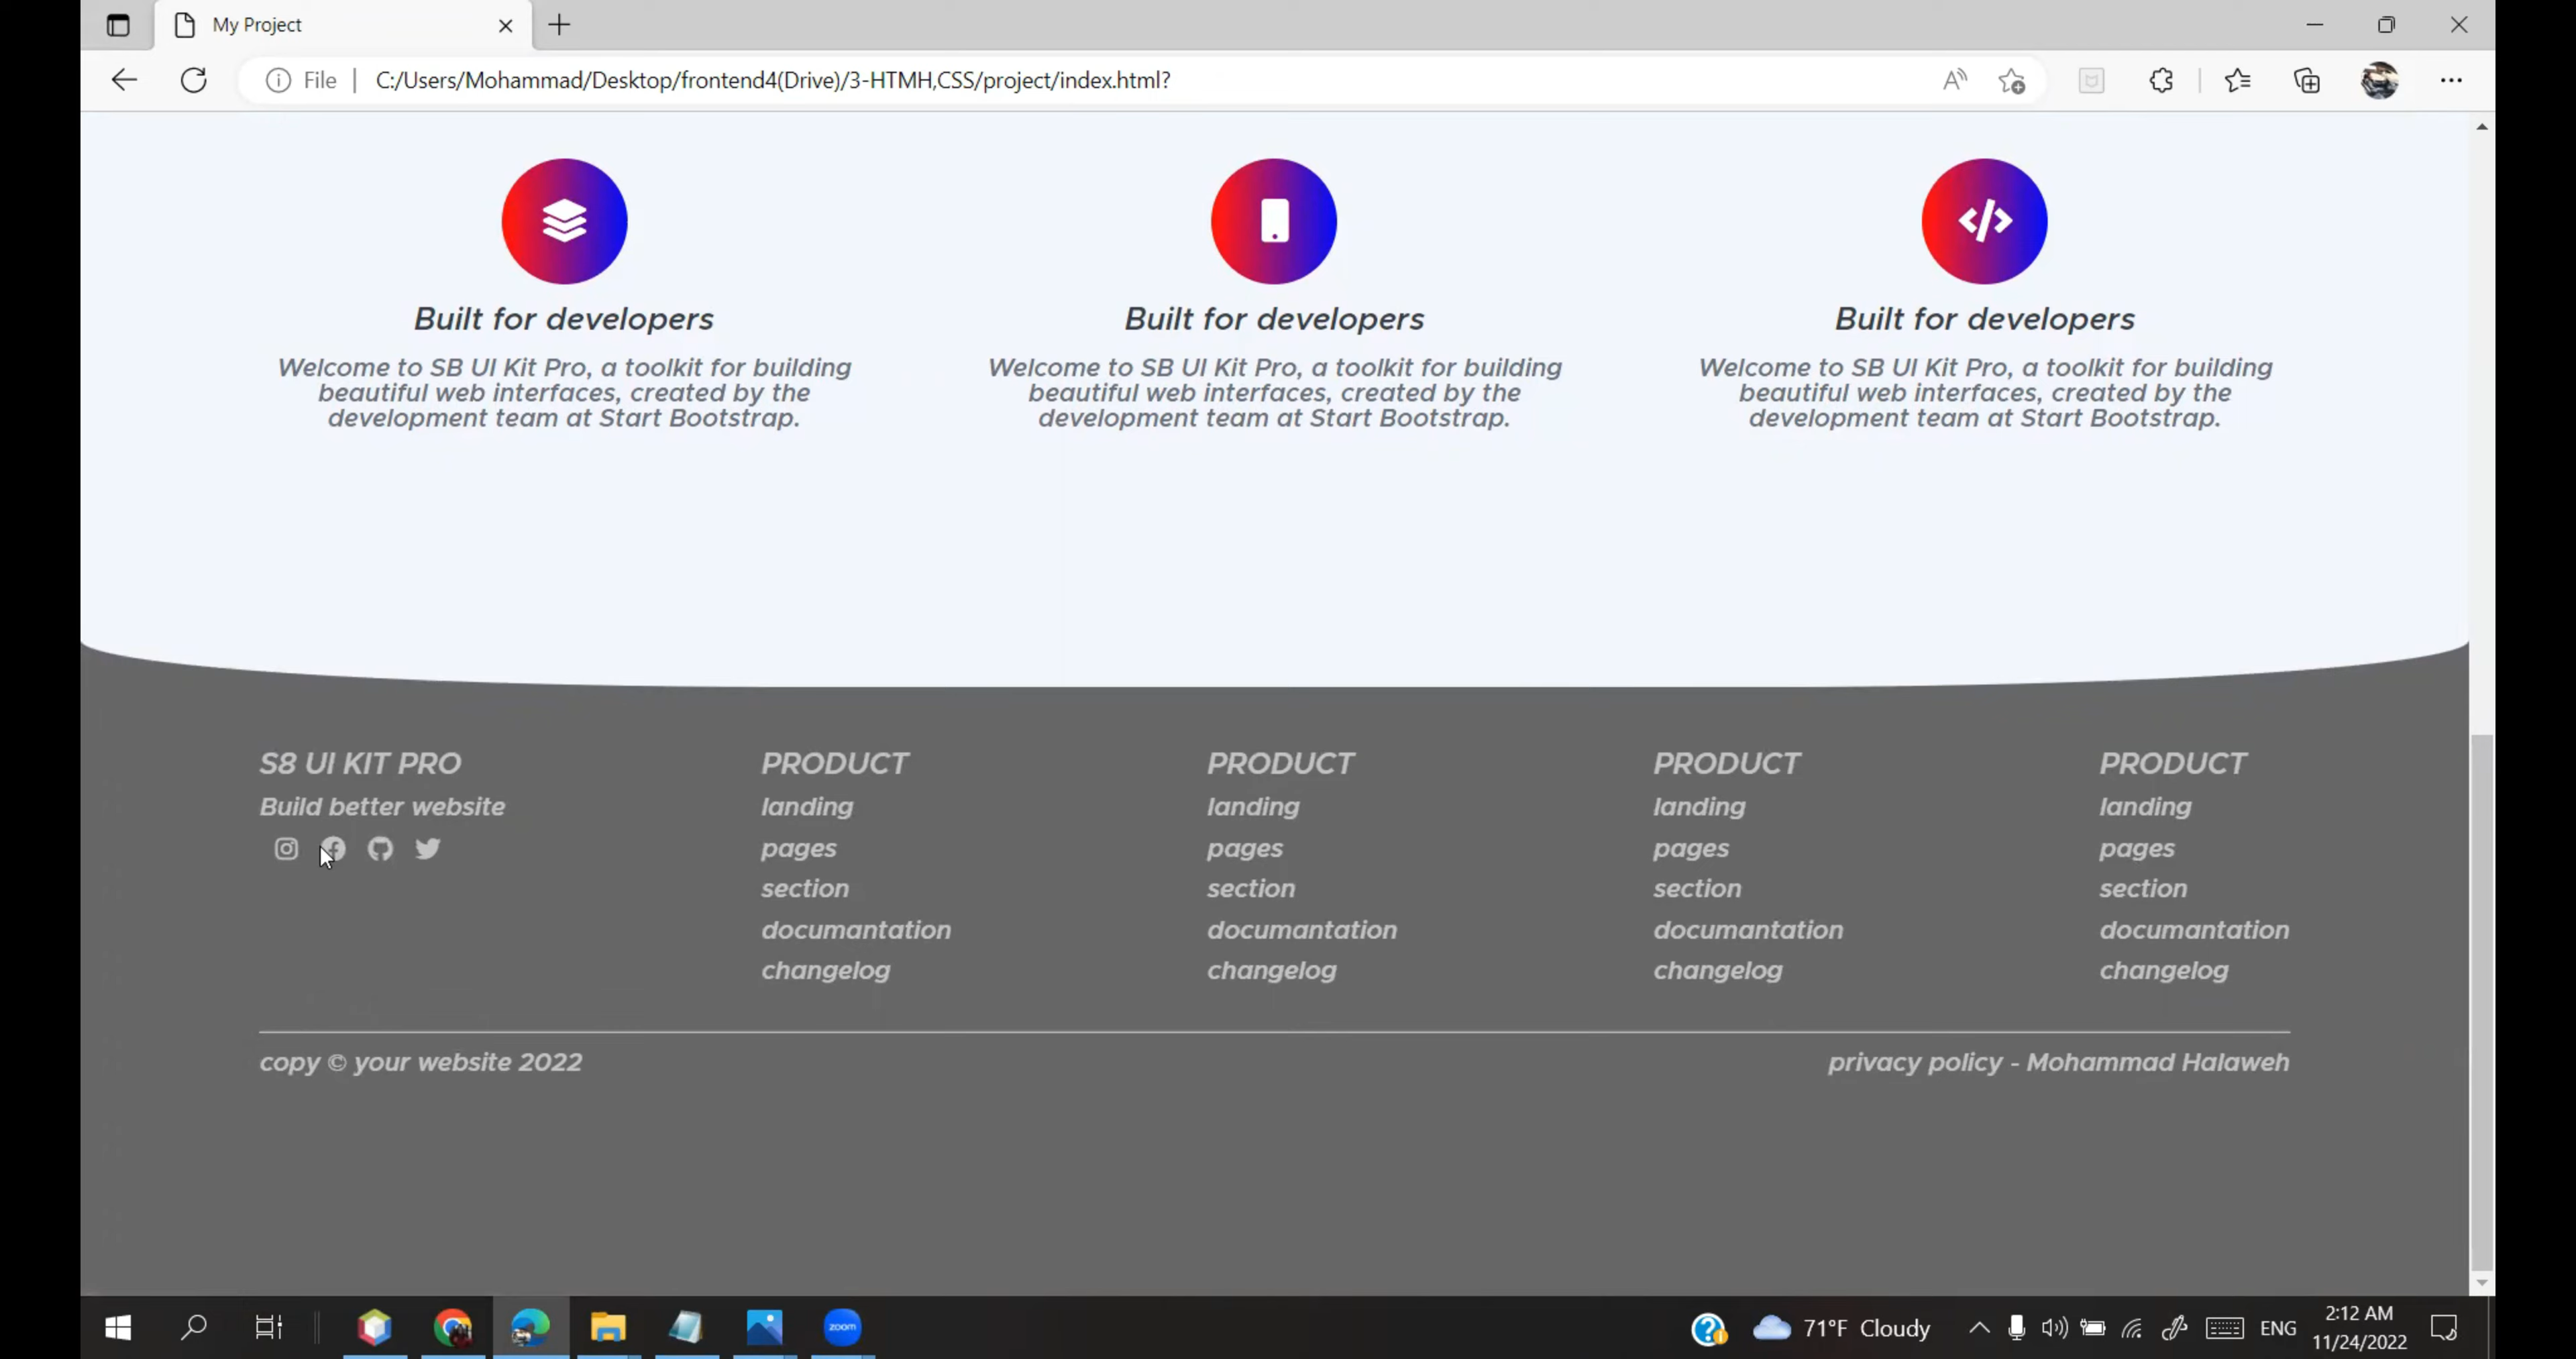 My Project
File C:/Users/Mohammad/Desktop/frontend4(Drive)/3-HTMH,CSS/project/index.html?
Built for developers
Welcome to SB UI Kit Pro, a toolkit for building
beautiful web interfaces, created by the
development team at Start Bootstrap.
Built for developers
Welcome to SB UI Kit Pro, a toolkit for building
beautiful web interfaces, created by the
development team at Start Bootstrap.
Built for developers
Welcome to SB UI Kit Pro, a toolkit for building
beautiful web interfaces, created by the
development team at Start Bootstrap.
S8 UI KIT PRO
Build better website
PRODUCT
landing
pages
section
documantation
changelog
PRODUCT
landing
pages
section
documantation
changelog
PRODUCT
landing
pages
section
documantation
changelog
PRODUCT
landing
pages
section
documantation
changelog
copy © your website 2022
privacy policy - Mohammad Halaweh
zoom
71°F Cloudy
ENG
2:12 AM
11/24/2022